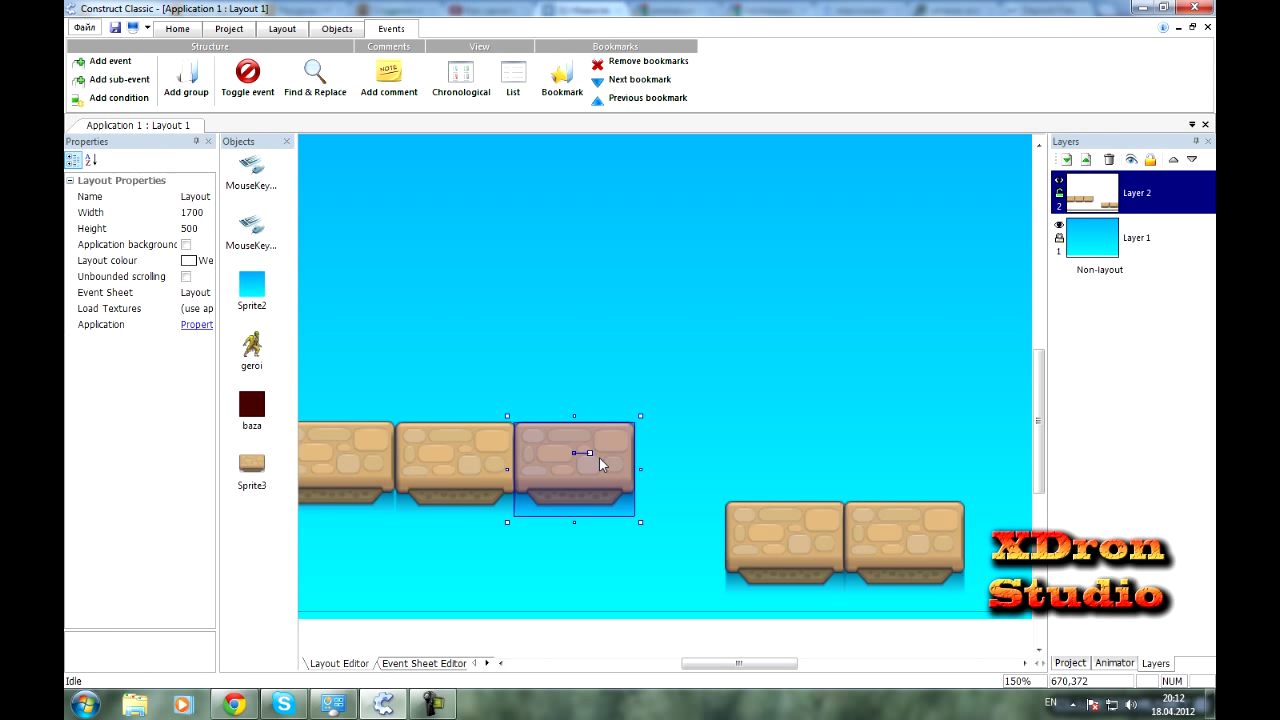 Construct Classic - [Application 1 : Layout 1]
Файл Home Project Layout Objects Events
Structure Comments View Bookmarks
Add event
Add sub-event
Add condition
Add group
Toggle event
Find & Replace
NOTE
Add comment
Chronological
List
Bookmark
Remove bookmarks
Next bookmark
Previous bookmark
Application 1 : Layout 1
Properties
Layout Properties
Name Layout
Width 1700
Height 500
Application backgrounc
Layout colour We
Unbounded scrolling
Event Sheet Layout
Load Textures (use ap
Application Propert
Objects
MouseKey...
MouseKey...
Sprite2
geroi
baza
Sprite3
Layers
Layer 2
2
Layer 1
1
Non-layout
XDron
Studio
Layout Editor Event Sheet Editor
Project Animator Layers
Idle 150% 670,372 NUM
EN 20:12
18.04.2012